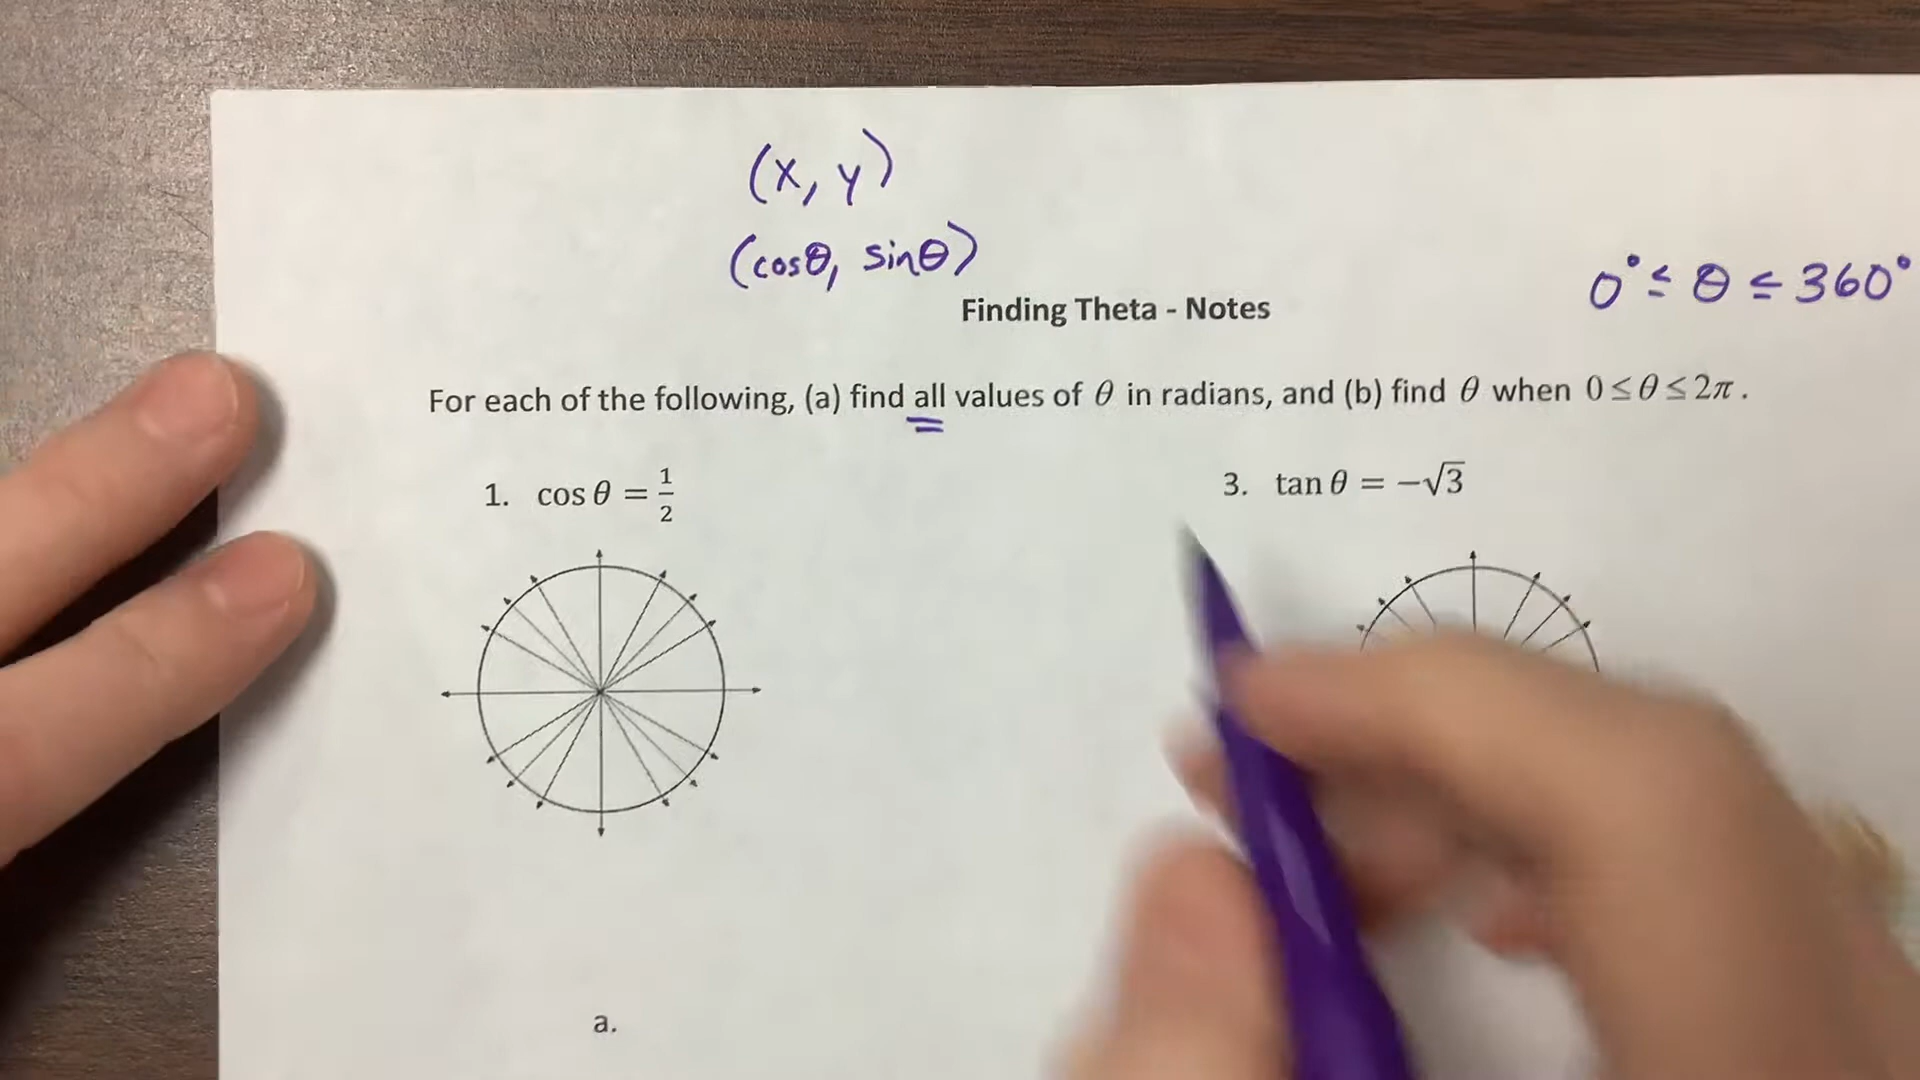 (x, y)
(cosθ, sinθ)
0° ≤ θ ≤ 360°
Finding Theta - Notes
For each of the following, (a) find all values of θ in radians, and (b) find θ when 0 ≤ θ ≤ 2π .
1. cos θ = 1/2
3. tan θ = −√3
a.